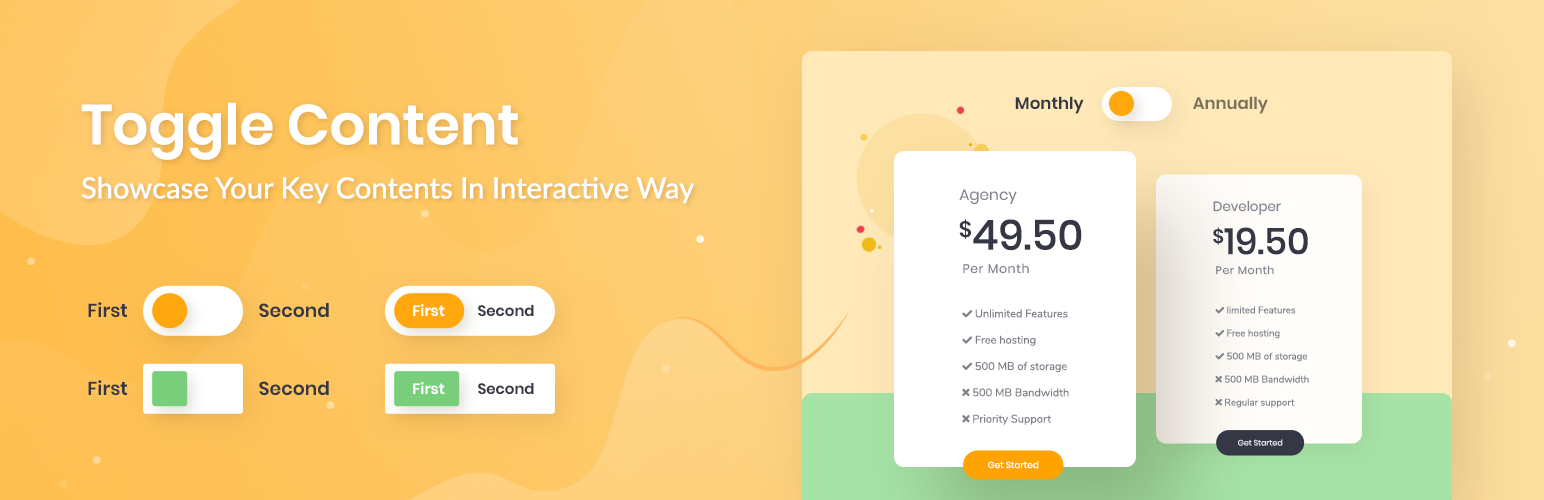 Toggle Content
Showcase Your Key Contents In Interactive Way
First Second
First Second
First Second
First Second
Monthly Annually
Agency
$49.50
Per Month
Unlimited Features
Free hosting
500 MB of storage
500 MB Bandwidth
Priority Support
Get Started
Developer
$19.50
Per Month
limited Features
Free hosting
500 MB of storage
500 MB Bandwidth
Regular support
Get Started